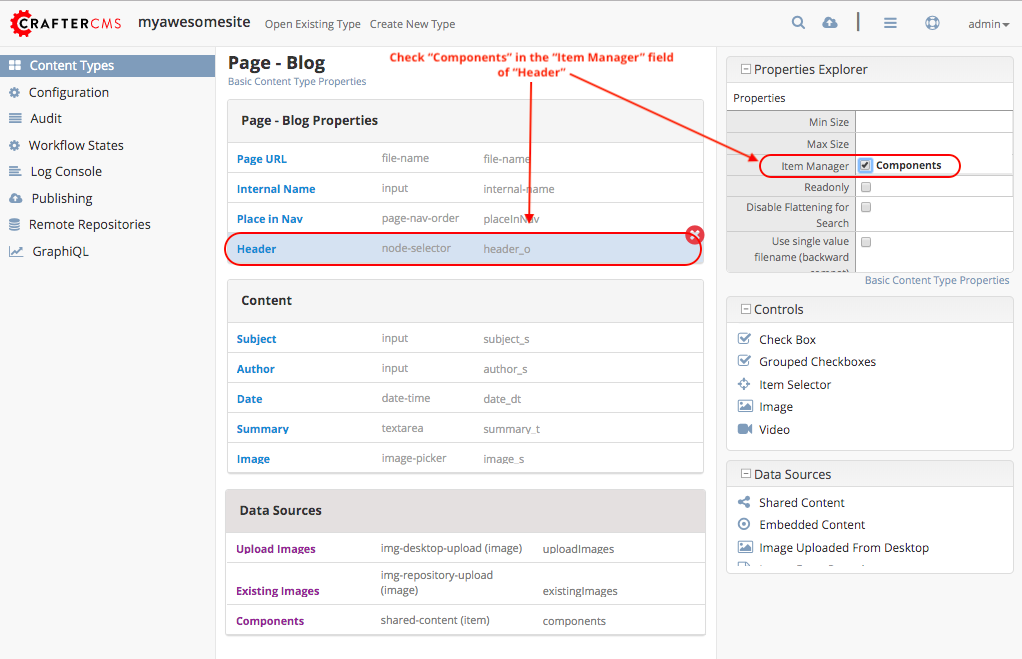 CRAFTERCMS myawesomesite Open Existing Type Create New Type admin
Content Types
Configuration
Audit
Workflow States
Log Console
Publishing
Remote Repositories
GraphiQL
Page - Blog
Basic Content Type Properties
Check "Components" in the "Item Manager" field
of "Header"
Page - Blog Properties
Page URL file-name file-name
Internal Name input internal-name
Place in Nav page-nav-order placeInNav
Header node-selector header_o
Content
Subject input subject_s
Author input author_s
Date date-time date_dt
Summary textarea summary_t
Image image-picker image_s
Data Sources
Upload Images img-desktop-upload (image) uploadImages
img-repository-upload
Existing Images (image) existingImages
Components shared-content (item) components
Properties Explorer
Properties
Min Size
Max Size
Item Manager Components
Readonly
Disable Flattening for
Search
Use single value
filename (backward
Basic Content Type Properties
Controls
Check Box
Grouped Checkboxes
Item Selector
Image
Video
Data Sources
Shared Content
Embedded Content
Image Uploaded From Desktop